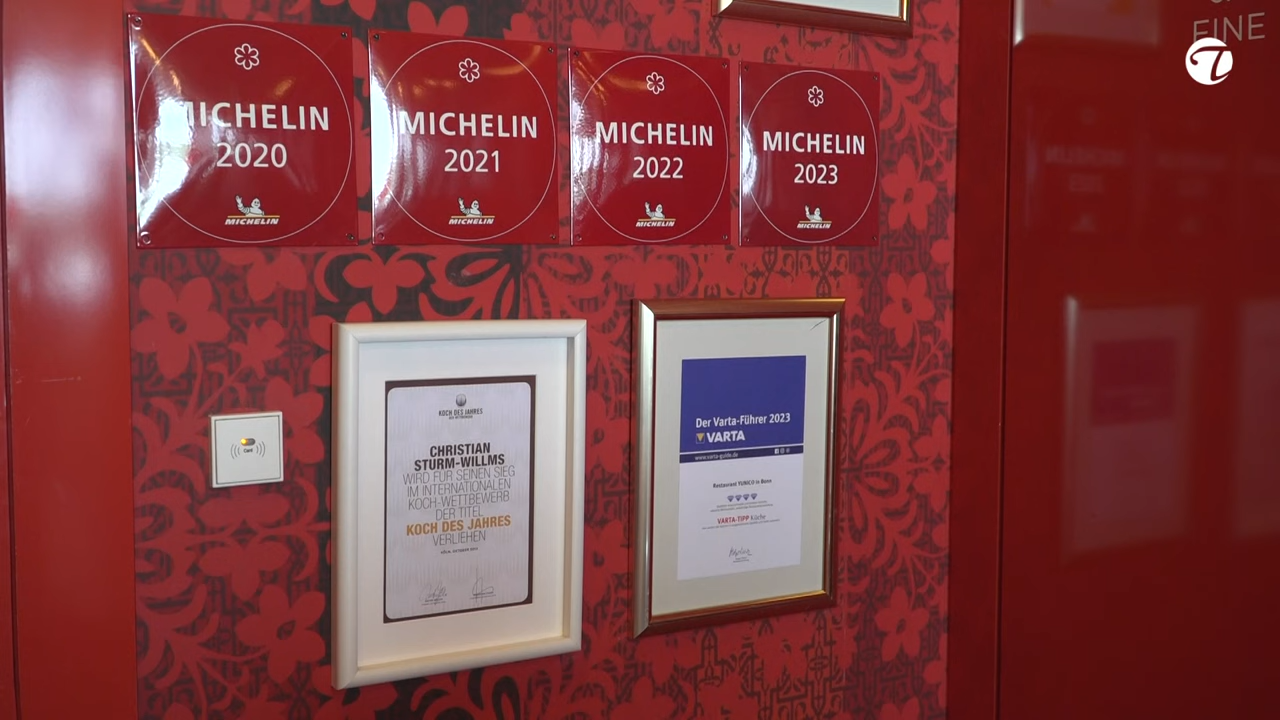 EINE
MICHELIN
2020
MICHELIN
MICHELIN
2021
MICHELIN
MICHELIN
2022
MICHELIN
MICHELIN
2023
MICHELIN
Card
KOCH DES JAHRES
CHRISTIAN
STURM-WILLMS
WIRD FÜR SEINEN SIEG
IM INTERNATIONALEN
KOCH-WETTBEWERB
DER TITEL
KOCH DES JAHRES
VERLIEHEN
Der Varta-Führer 2023
VARTA
www.varta-guide.de
Restaurant YUNICO in Bonn
VARTA-TIPP Küche